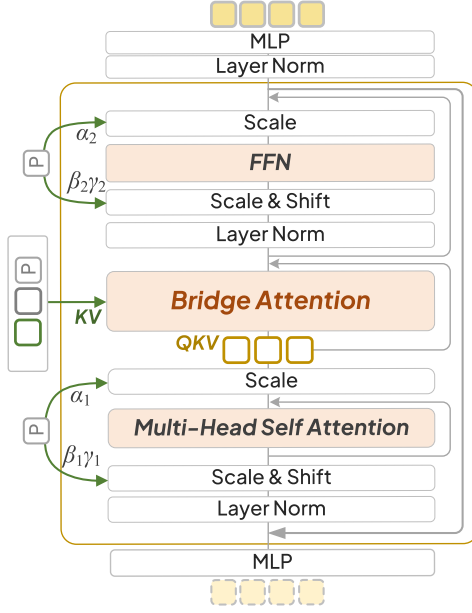 MLP
Layer Norm
Scale
α₂
FFN
P
β₂γ₂
Scale & Shift
Layer Norm
P
Bridge Attention
KV
QKV
Scale
α₁
Multi-Head Self Attention
P
β₁γ₁
Scale & Shift
Layer Norm
MLP